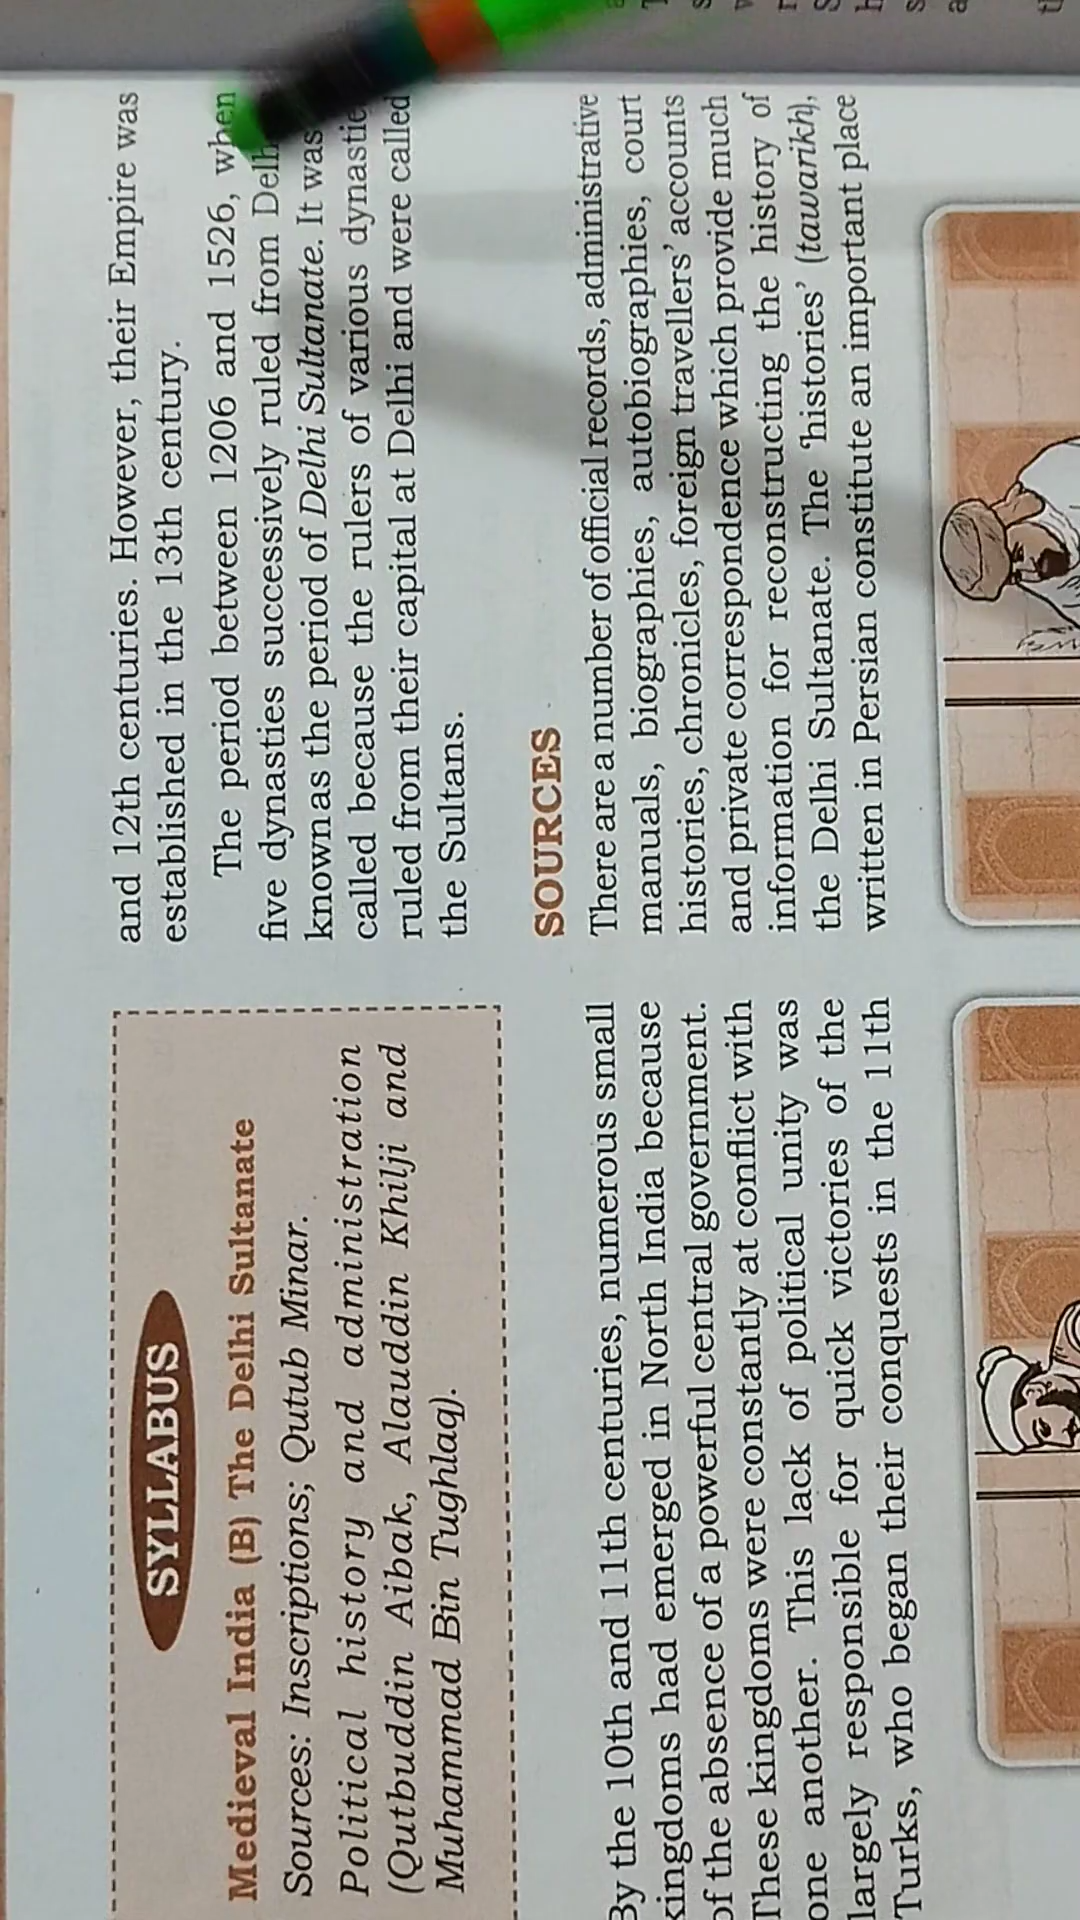 SYLLABUS
Medieval India (B) The Delhi Sultanate
Sources: Inscriptions; Qutub Minar.
Political history and administration
(Qutbuddin Aibak, Alauddin Khilji and
Muhammad Bin Tughlaq).
By the 10th and 11th centuries, numerous small
kingdoms had emerged in North India because
of the absence of a powerful central government.
These kingdoms were constantly at conflict with
one another. This lack of political unity was
largely responsible for quick victories of the
Turks, who began their conquests in the 11th
and 12th centuries. However, their Empire was
established in the 13th century.
The period between 1206 and 1526, when
five dynasties successively ruled from
known as the period of Delhi Sultanate. It was
called because the rulers of various
ruled from their capital at Delhi and were called
the Sultans.
SOURCES
There are a number of official records, administrative
manuals, biographies, autobiographies, court
histories, chronicles, foreign travellers' accounts
and private correspondence which provide much
information for reconstructing the history of
the Delhi Sultanate. The 'histories' (tawarikh),
written in Persian constitute an important place